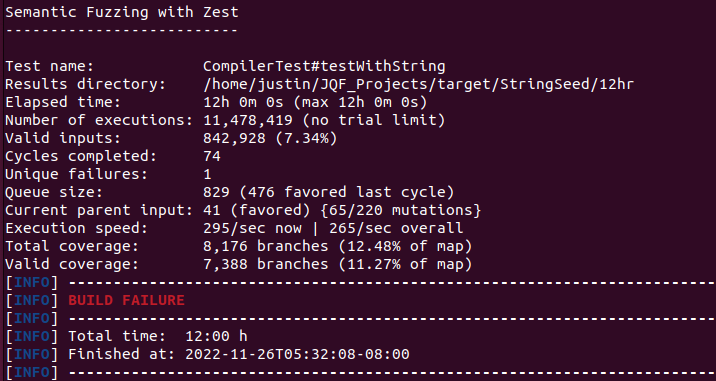 Semantic Fuzzing with Zest
--------------------------
Test name:            CompilerTest#testWithString
Results directory:    /home/justin/JQF_Projects/target/StringSeed/12hr
Elapsed time:         12h 0m 0s (max 12h 0m 0s)
Number of executions: 11,478,419 (no trial limit)
Valid inputs:         842,928 (7.34%)
Cycles completed:     74
Unique failures:      1
Queue size:           829 (476 favored last cycle)
Current parent input: 41 (favored) {65/220 mutations}
Execution speed:      295/sec now | 265/sec overall
Total coverage:       8,176 branches (12.48% of map)
Valid coverage:       7,388 branches (11.27% of map)
[INFO] ------------------------------------------------------------------------
[INFO] BUILD FAILURE
[INFO] ------------------------------------------------------------------------
[INFO] Total time:  12:00 h
[INFO] Finished at: 2022-11-26T05:32:08-08:00
[INFO] ------------------------------------------------------------------------